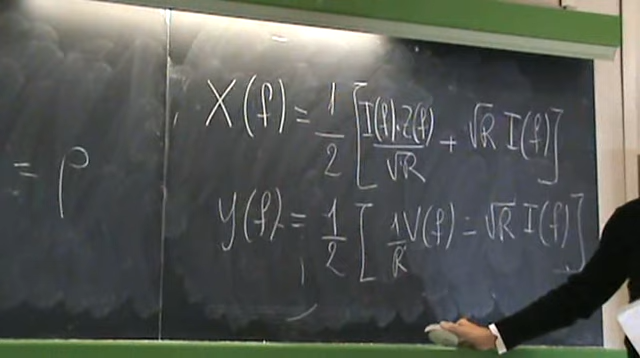 = ρ
X(f) = 1/2 [I(f)·Z(f)/√R + √R I(f)]
Y(f) = 1/2 [1/R V(f) = √R I(f)]